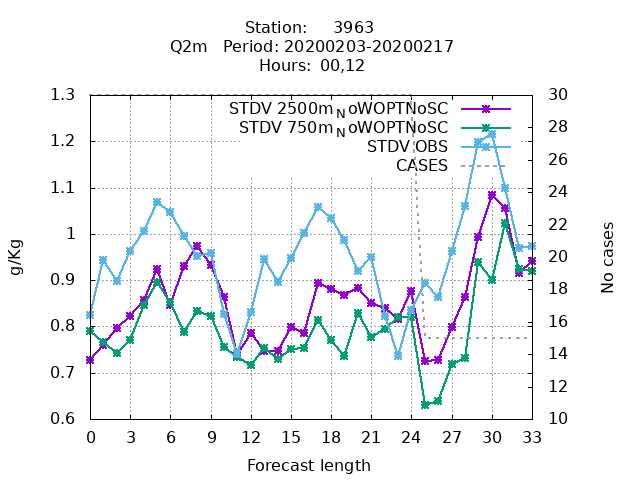 Station: 3963
Q2m Period: 20200203-20200217
Hours: 00,12
STDV 2500m_NoWOPTNoSC
STDV 750m_NoWOPTNoSC
STDV OBS
CASES
g/Kg
1.3
1.2
1.1
1
0.9
0.8
0.7
0.6
30
28
26
24
22
20
18
16
14
12
10
No cases
0 3 6 9 12 15 18 21 24 27 30 33
Forecast length